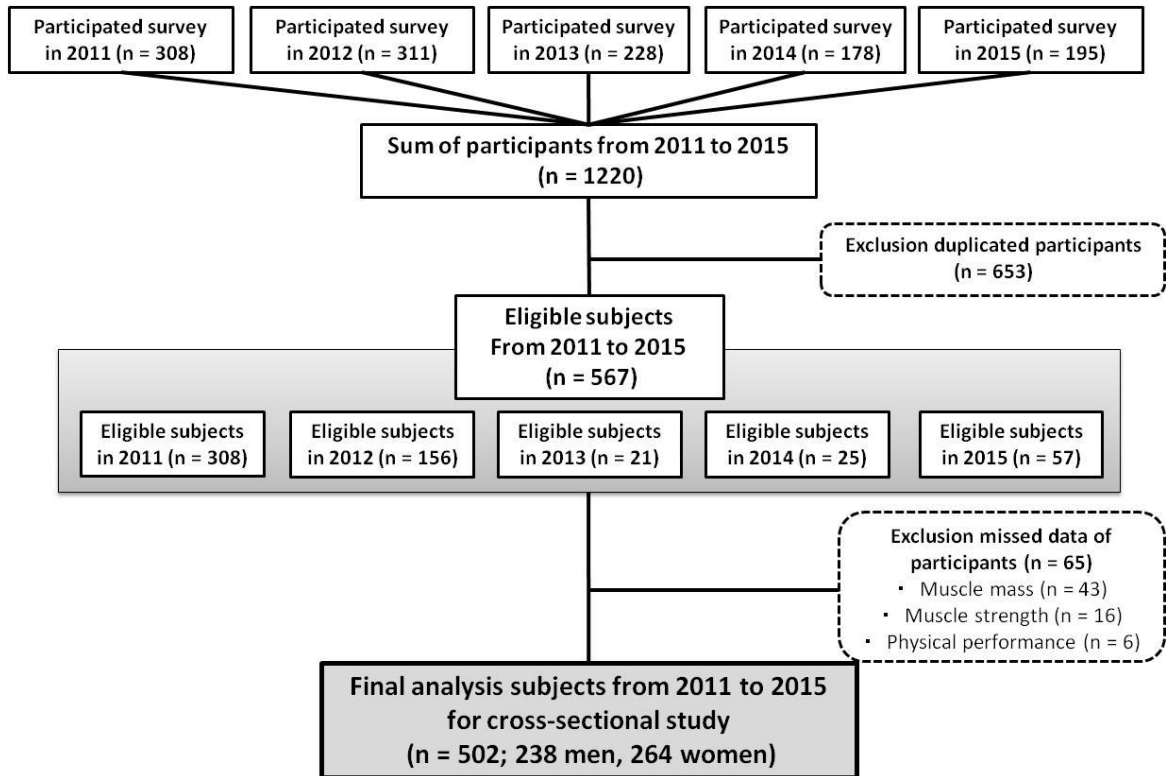 Participated survey
in 2011 (n = 308)
Participated survey
in 2012 (n = 311)
Participated survey
in 2013 (n = 228)
Participated survey
in 2014 (n = 178)
Participated survey
in 2015 (n = 195)
Sum of participants from 2011 to 2015
(n = 1220)
Exclusion duplicated participants
(n = 653)
Eligible subjects
From 2011 to 2015
(n = 567)
Eligible subjects
in 2011 (n = 308)
Eligible subjects
in 2012 (n = 156)
Eligible subjects
in 2013 (n = 21)
Eligible subjects
in 2014 (n = 25)
Eligible subjects
in 2015 (n = 57)
Exclusion missed data of
participants (n = 65)
▪ Muscle mass (n = 43)
▪ Muscle strength (n = 16)
▪ Physical performance (n = 6)
Final analysis subjects from 2011 to 2015
for cross-sectional study
(n = 502; 238 men, 264 women)